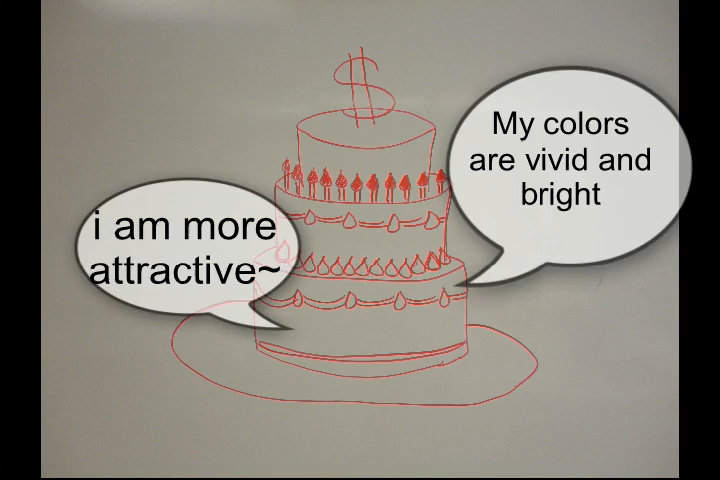 $
My colors
are vivid and
bright
i am more
attractive~